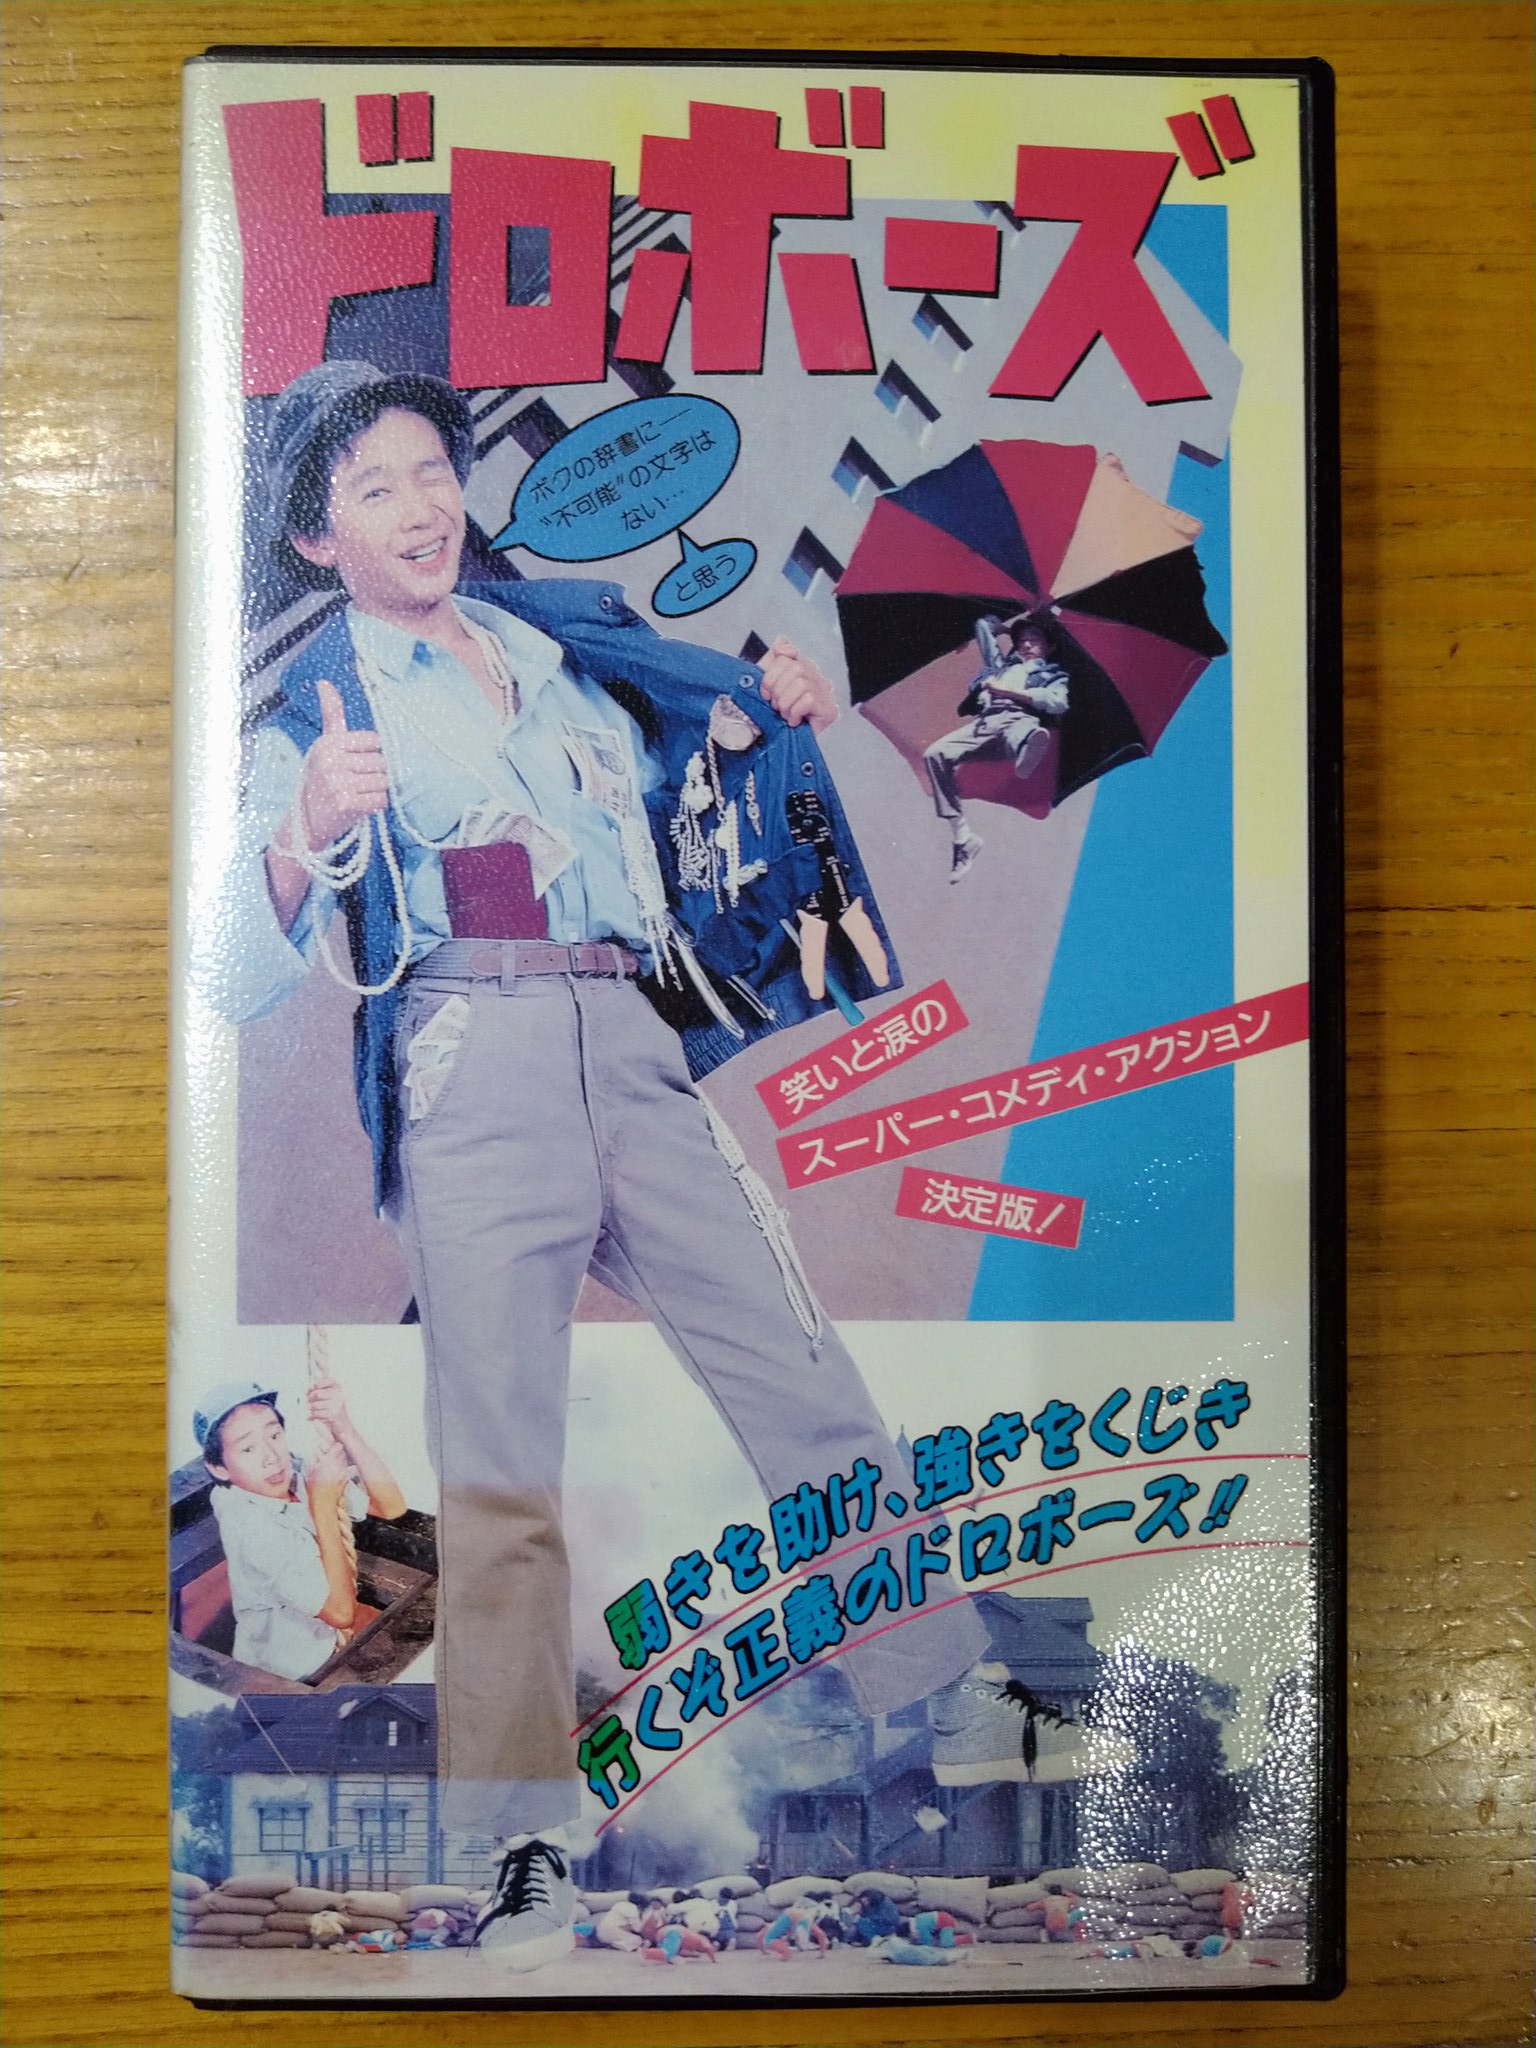 ドロボーズ
ボクの辞書に──
〝不可能〟の文字は
ない…
と思う
笑いと涙の
スーパー・コメディ・アクション
決定版！
弱きを助け、強きをくじき
行くぞ正義のドロボーズ!!